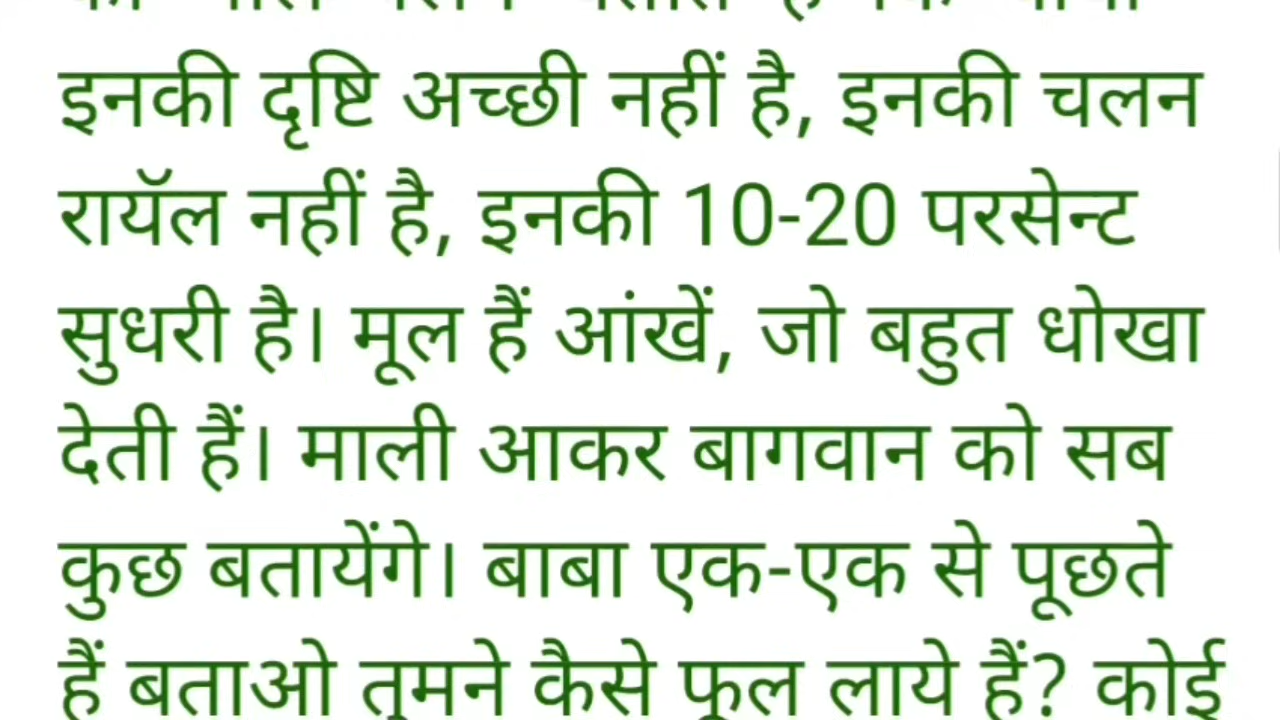 इनकी दृष्टि अच्छी नहीं है, इनकी चलन
रायॅल नहीं है, इनकी 10-20 परसेन्ट
सुधरी है। मूल हैं आंखें, जो बहुत धोखा
देती हैं। माली आकर बागवान को सब
कुछ बतायेंगे। बाबा एक-एक से पूछते
हैं बताओ तुमने कैसे फूल लाये हैं? कोई